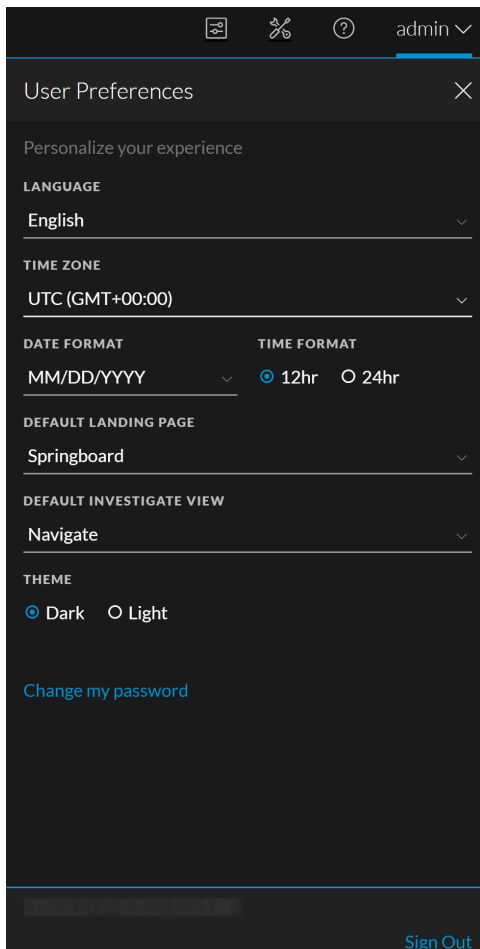 admin
User Preferences
Personalize your experience
LANGUAGE
English
TIME ZONE
UTC (GMT+00:00)
DATE FORMAT TIME FORMAT
MM/DD/YYYY 12hr 24hr
DEFAULT LANDING PAGE
Springboard
DEFAULT INVESTIGATE VIEW
Navigate
THEME
Dark Light
Change my password
Sign Out